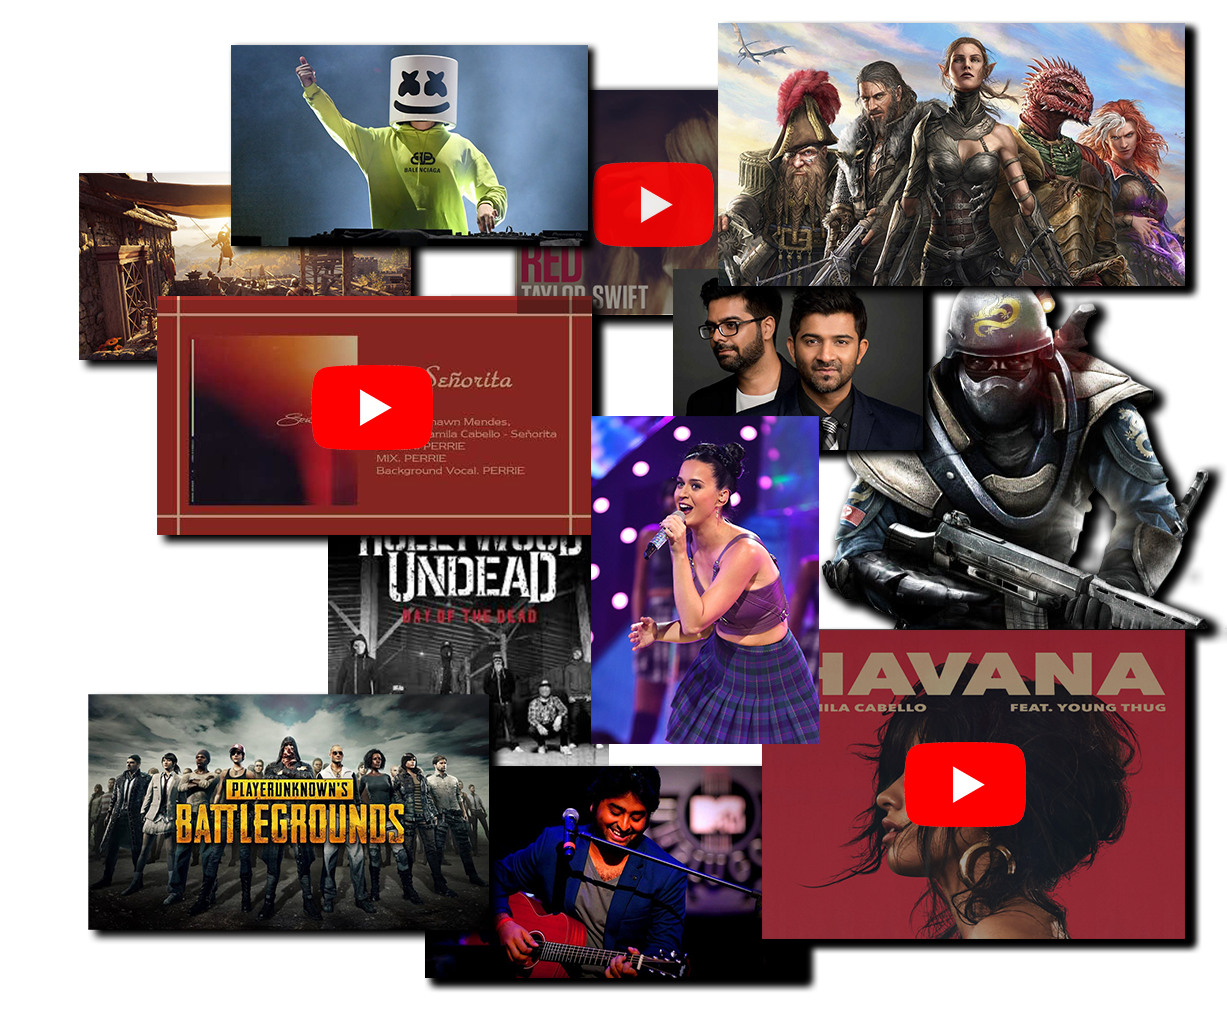 BALENCIAGA
RED
TAYLOR SWIFT
Señorita
hawn Mendes,
amila Cabello - Señorita
PERRIE
MIX. PERRIE
Background Vocal. PERRIE
HOLLYWOOD
UNDEAD
DAY OF THE DEAD
HAVANA
ILA CABELLO
FEAT. YOUNG THUG
PLAYERUNKNOWN'S
BATTLEGROUNDS